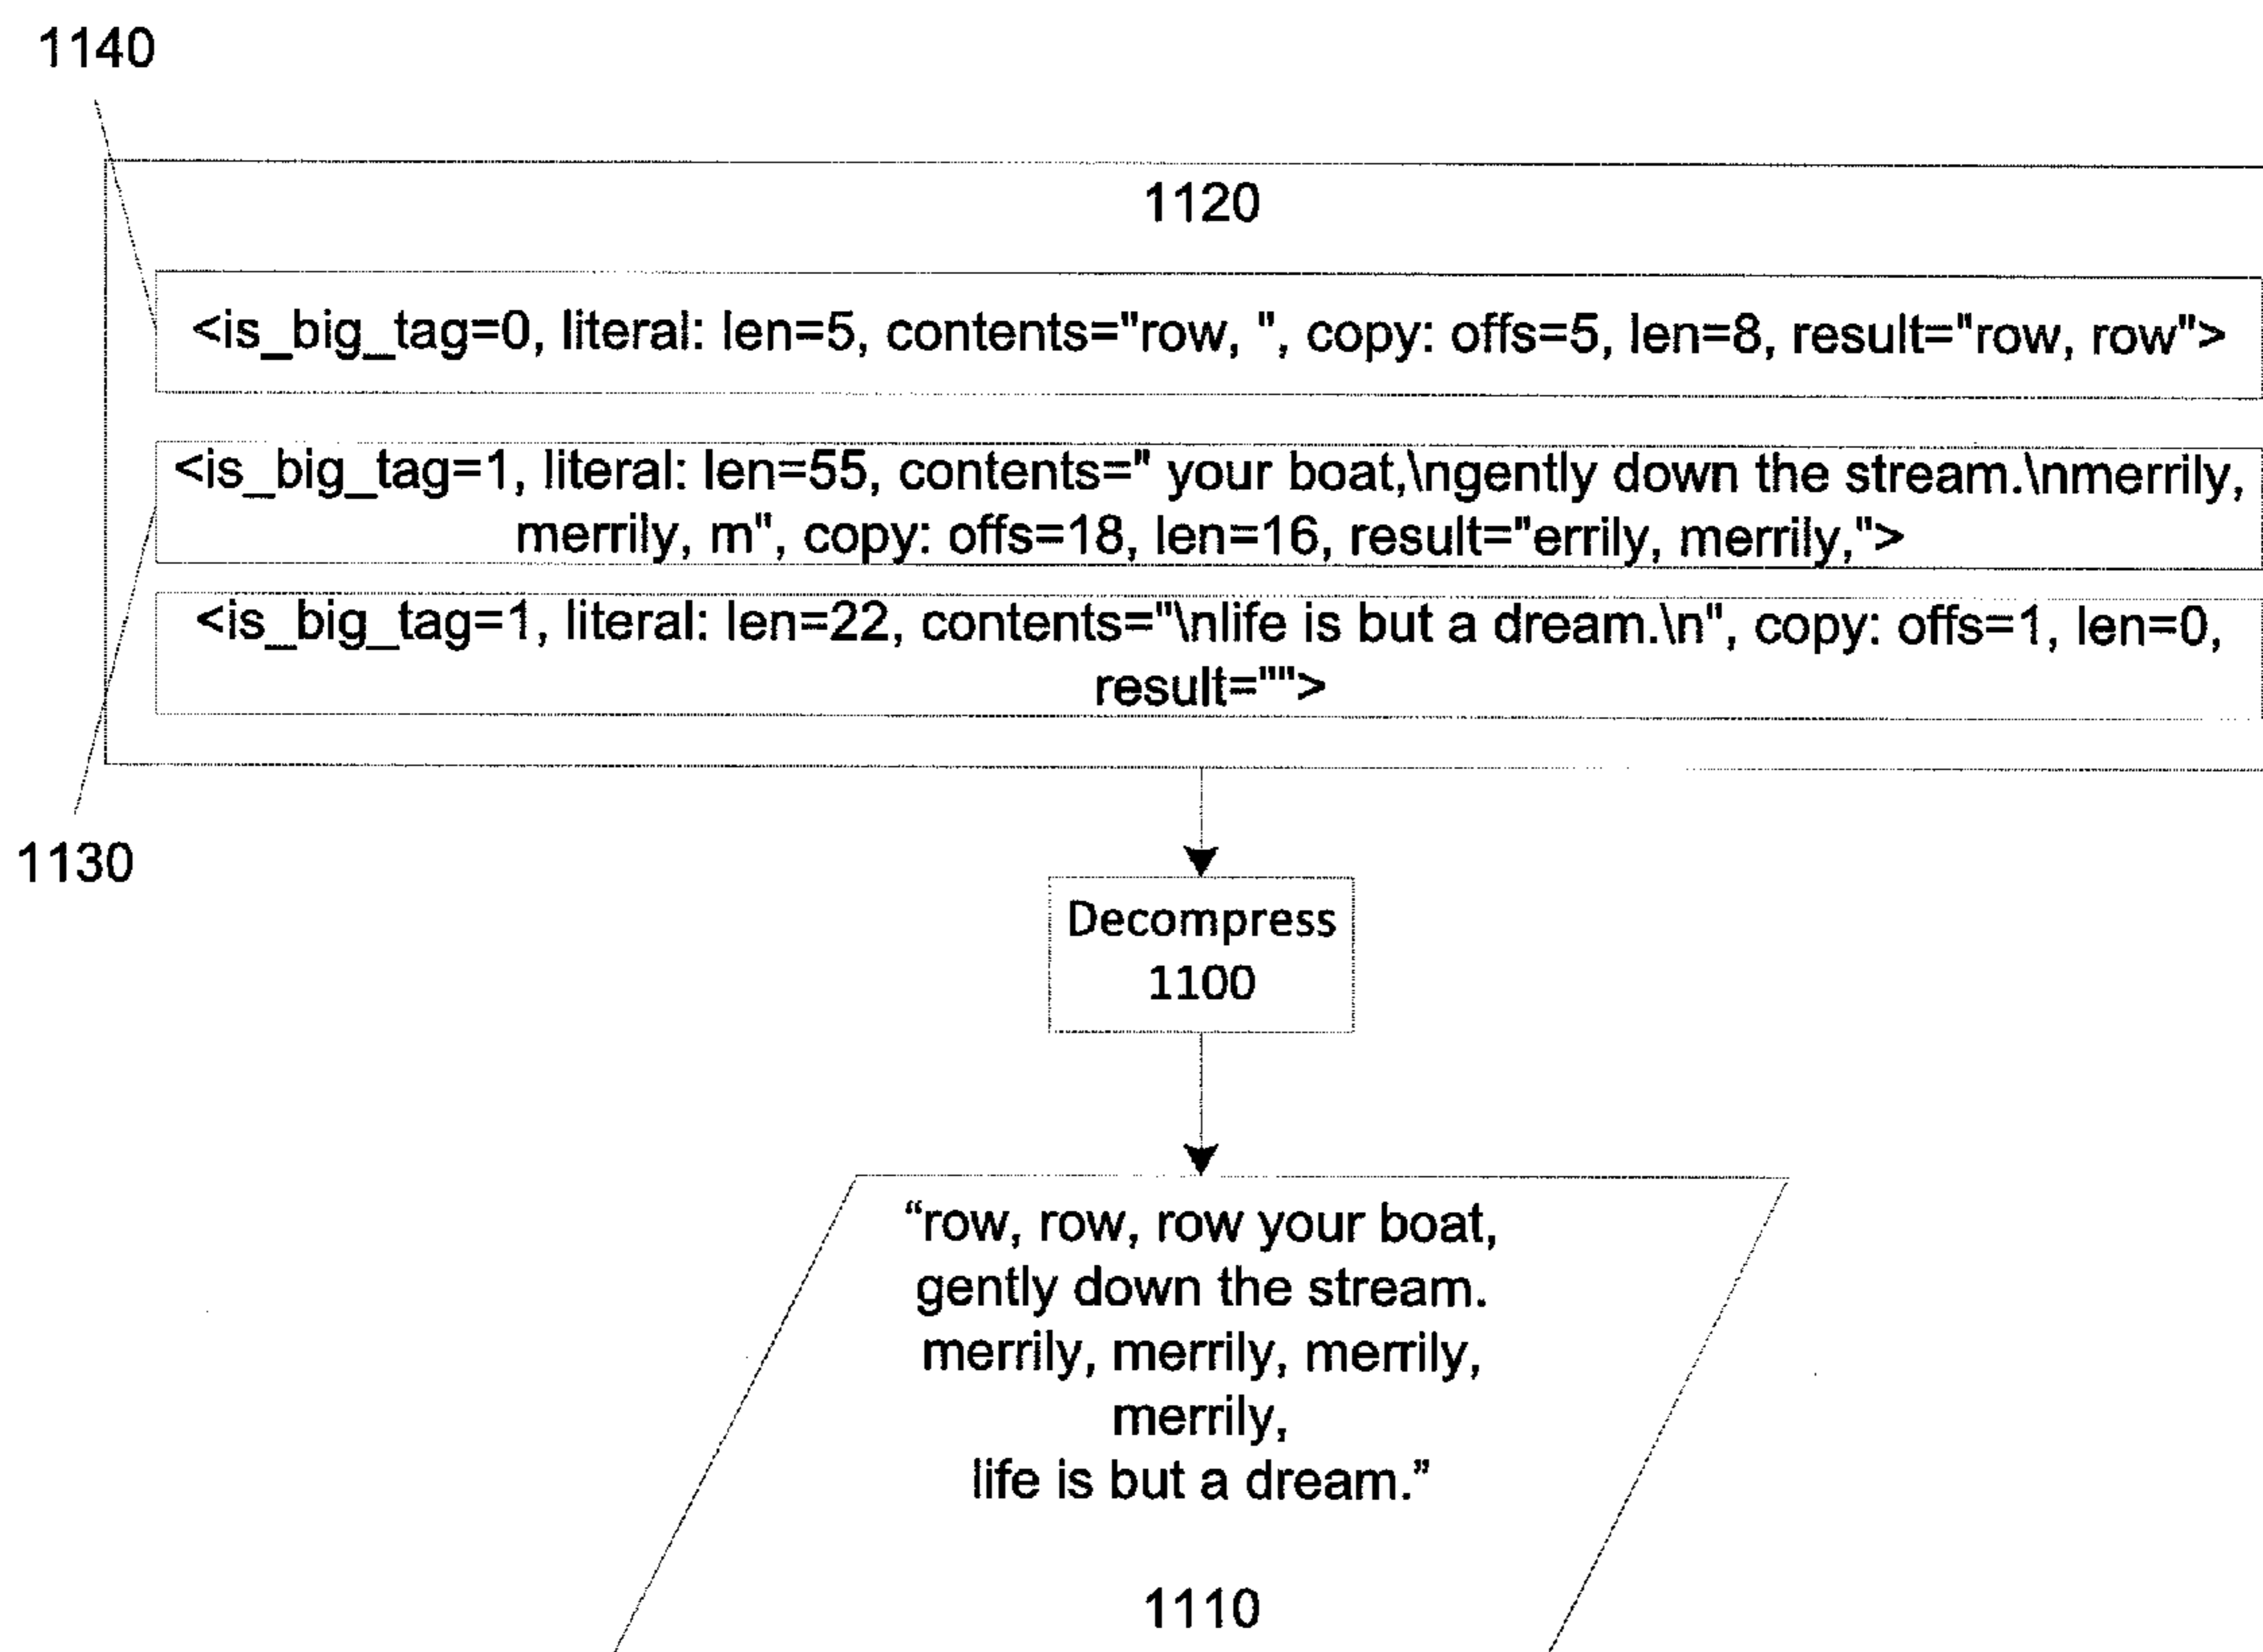 1140
1120
<is_big_tag=0, literal: len=5, contents="row, ", copy: offs=5, len=8, result="row, row">
<is_big_tag=1, literal: len=55, contents=" your boat,\ngently down the stream.\nmerrily,
merrily, m", copy: offs=18, len=16, result="errily, merrily,">
<is_big_tag=1, literal: len=22, contents="\nlife is but a dream.\n", copy: offs=1, len=0,
result="">
1130
Decompress
1100
“row, row, row your boat,
gently down the stream.
merrily, merrily, merrily,
merrily,
life is but a dream.”
1110